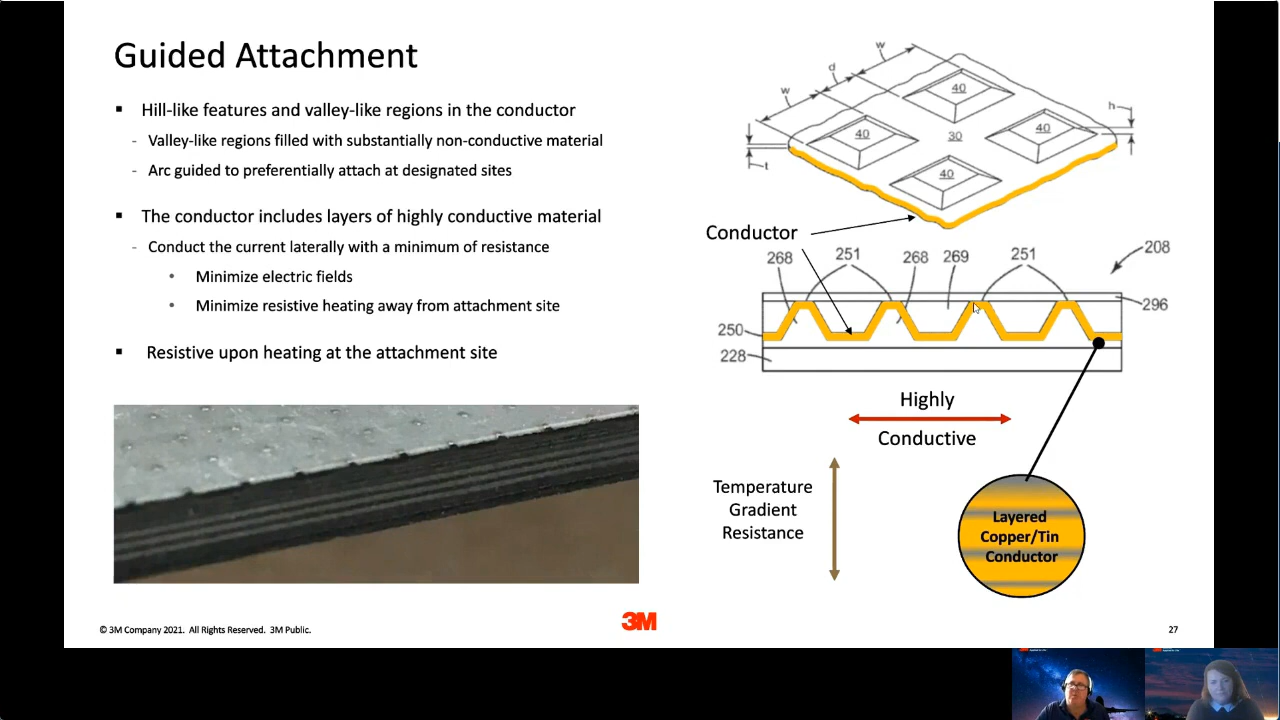 Guided Attachment
▪ Hill-like features and valley-like regions in the conductor
- Valley-like regions filled with substantially non-conductive material
- Arc guided to preferentially attach at designated sites
▪ The conductor includes layers of highly conductive material
- Conduct the current laterally with a minimum of resistance
• Minimize electric fields
• Minimize resistive heating away from attachment site
▪ Resistive upon heating at the attachment site
w
d
w
h
t
40
40
40
30
40
Conductor
268
251
268
269
251
208
296
250
228
Highly
Conductive
Temperature
Gradient
Resistance
Layered
Copper/Tin
Conductor
© 3M Company 2021. All Rights Reserved. 3M Public.
3M
27